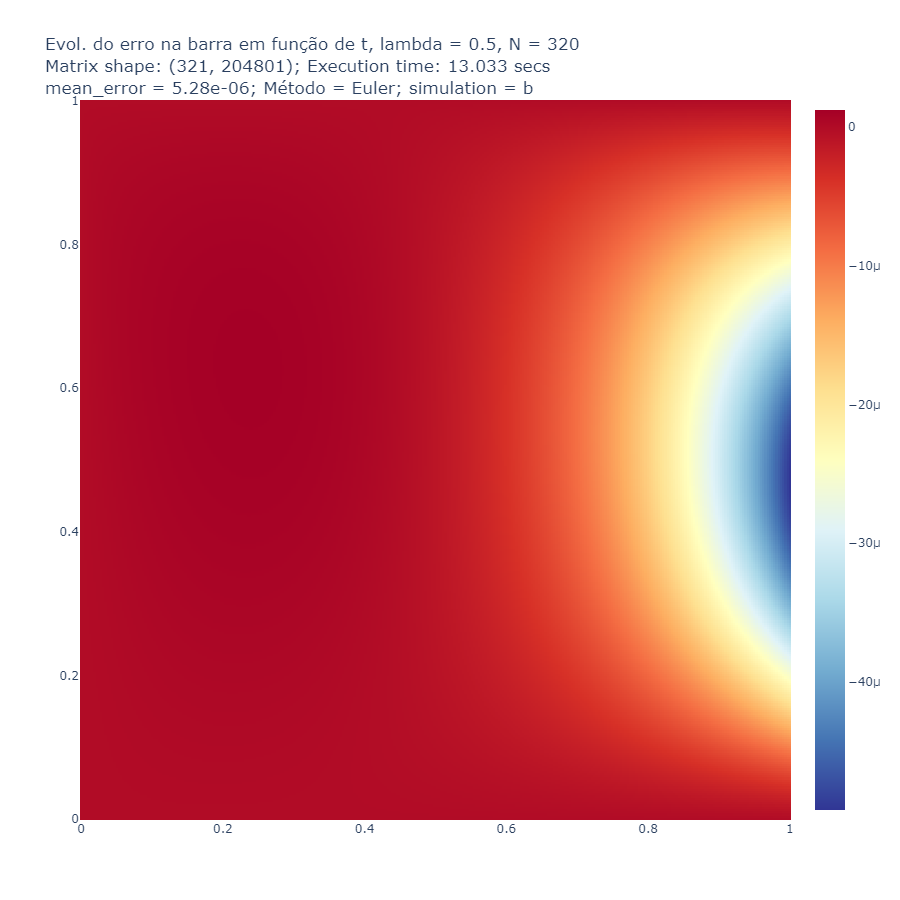 Evol. do erro na barra em função de t, lambda = 0.5, N = 320
Matrix shape: (321, 204801); Execution time: 13.033 secs
mean_error = 5.28e-06; Método = Euler; simulation = b
1
0.8
0.6
0.4
0.2
0
0 0.2 0.4 0.6 0.8 1
0
−10μ
−20μ
−30μ
−40μ